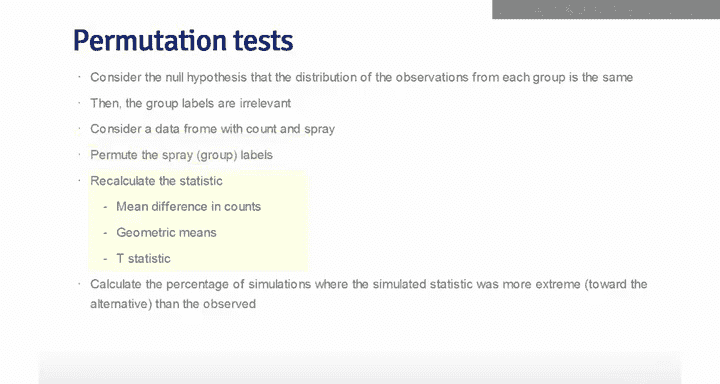 Permutation tests
· Consider the null hypothesis that the distribution of the observations from each group is the same
· Then, the group labels are irrelevant
· Consider a data frome with count and spray
· Permute the spray (group) labels
· Recalculate the statistic
- Mean difference in counts
- Geometric means
- T statistic
· Calculate the percentage of simulations where the simulated statistic was more extreme (toward the
alternative) than the observed